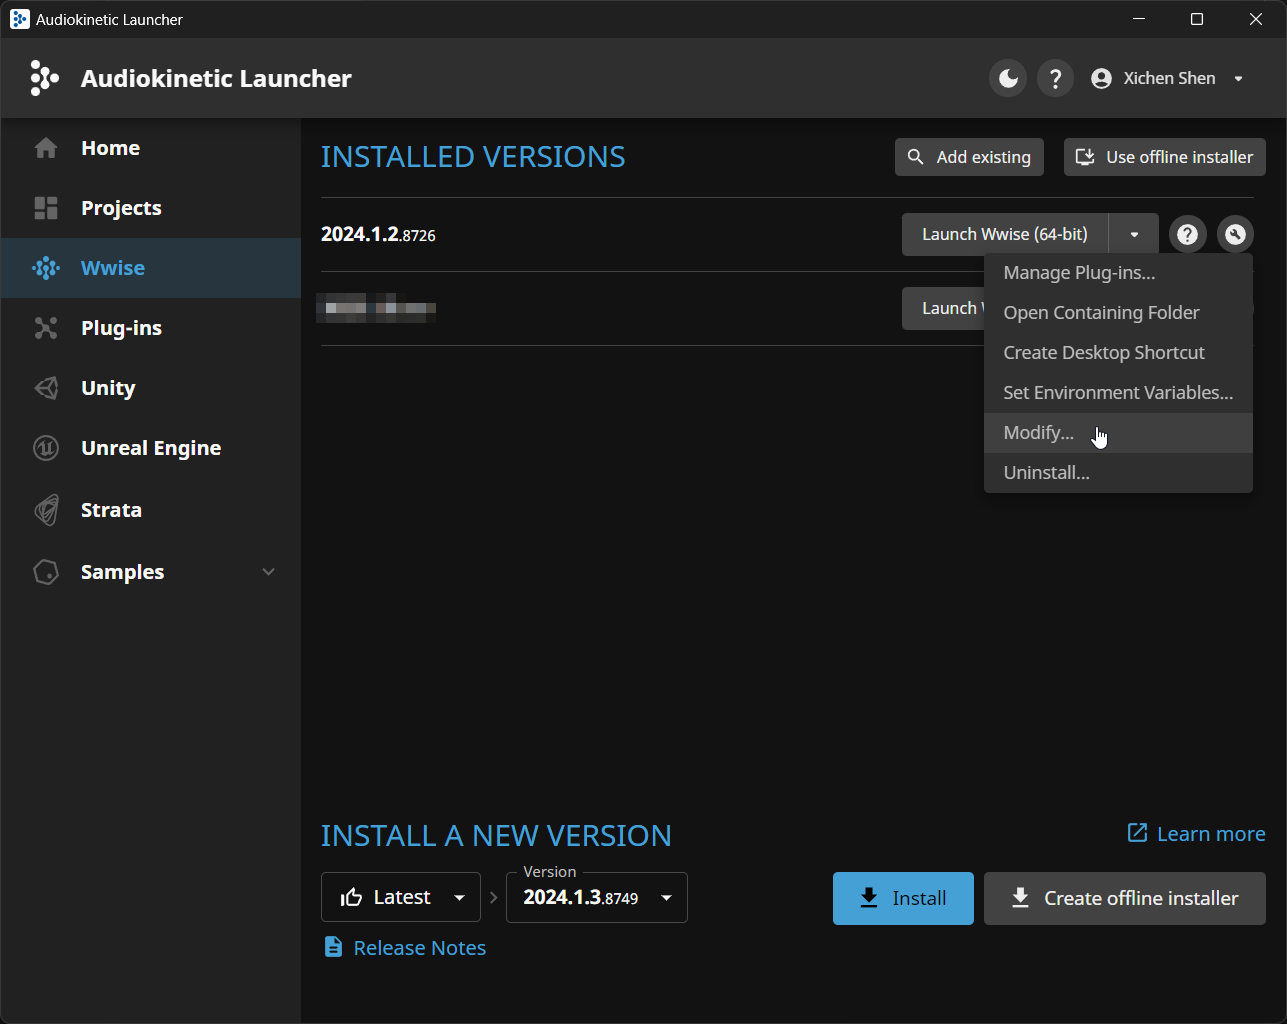 Audiokinetic Launcher
Audiokinetic Launcher
?
Xichen Shen
Home
Projects
Wwise
Plug-ins
Unity
Unreal Engine
Strata
Samples
INSTALLED VERSIONS
Add existing
Use offline installer
2024.1.2.8726
Launch Wwise (64-bit)
?
Launch
Manage Plug-ins...
Open Containing Folder
Create Desktop Shortcut
Set Environment Variables...
Modify...
Uninstall...
INSTALL A NEW VERSION
Learn more
Latest
Version
2024.1.3.8749
Install
Create offline installer
Release Notes